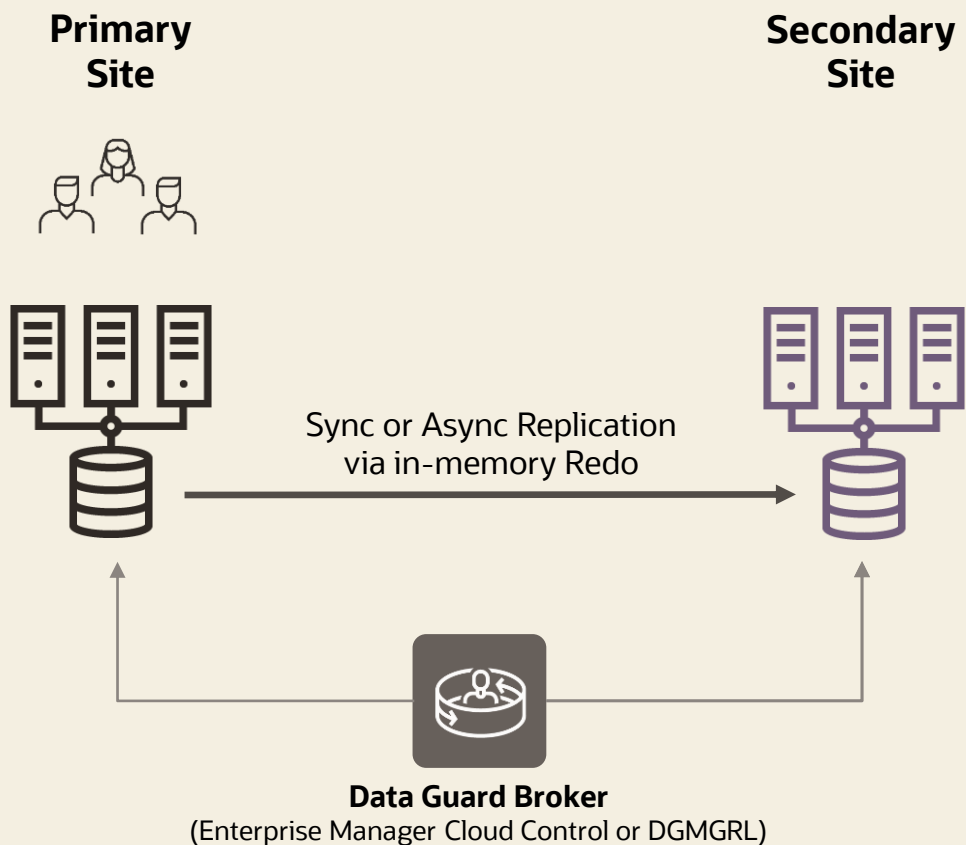 Primary
Site
Secondary
Site
Sync or Async Replication
via in-memory Redo
Data Guard Broker
(Enterprise Manager Cloud Control or DGMGRL)